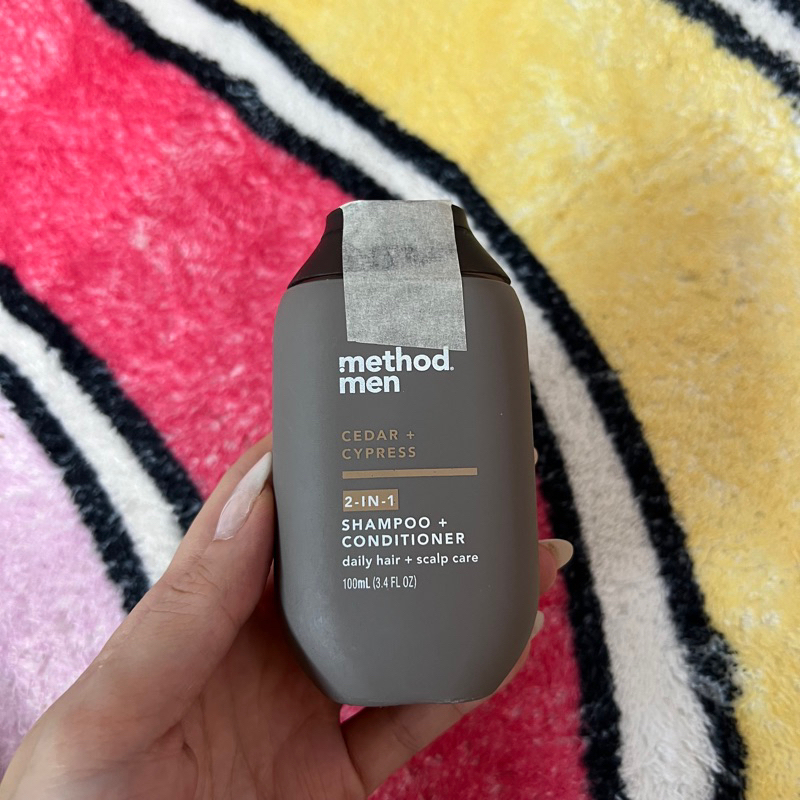 method.
men
CEDAR +
CYPRESS
2-IN-1
SHAMPOO +
CONDITIONER
daily hair + scalp care
100mL (3.4 FL OZ)